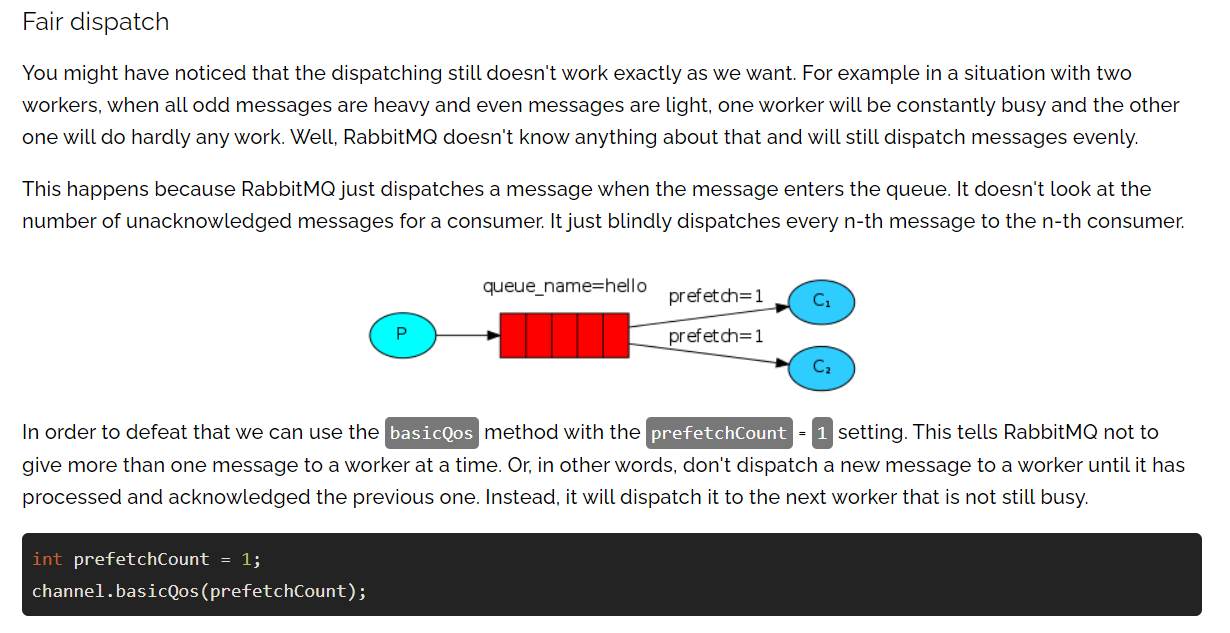 Fair dispatch
You might have noticed that the dispatching still doesn't work exactly as we want. For example in a situation with two
workers, when all odd messages are heavy and even messages are light, one worker will be constantly busy and the other
one will do hardly any work. Well, RabbitMQ doesn't know anything about that and will still dispatch messages evenly.
This happens because RabbitMQ just dispatches a message when the message enters the queue. It doesn't look at the
number of unacknowledged messages for a consumer. It just blindly dispatches every n-th message to the n-th consumer.
queue_name=hello
prefetch=1
C₁
P
prefetch=1
C₂
In order to defeat that we can use the basicQos method with the prefetchCount = 1 setting. This tells RabbitMQ not to
give more than one message to a worker at a time. Or, in other words, don't dispatch a new message to a worker until it has
processed and acknowledged the previous one. Instead, it will dispatch it to the next worker that is not still busy.
int prefetchCount = 1;
channel.basicQos(prefetchCount);